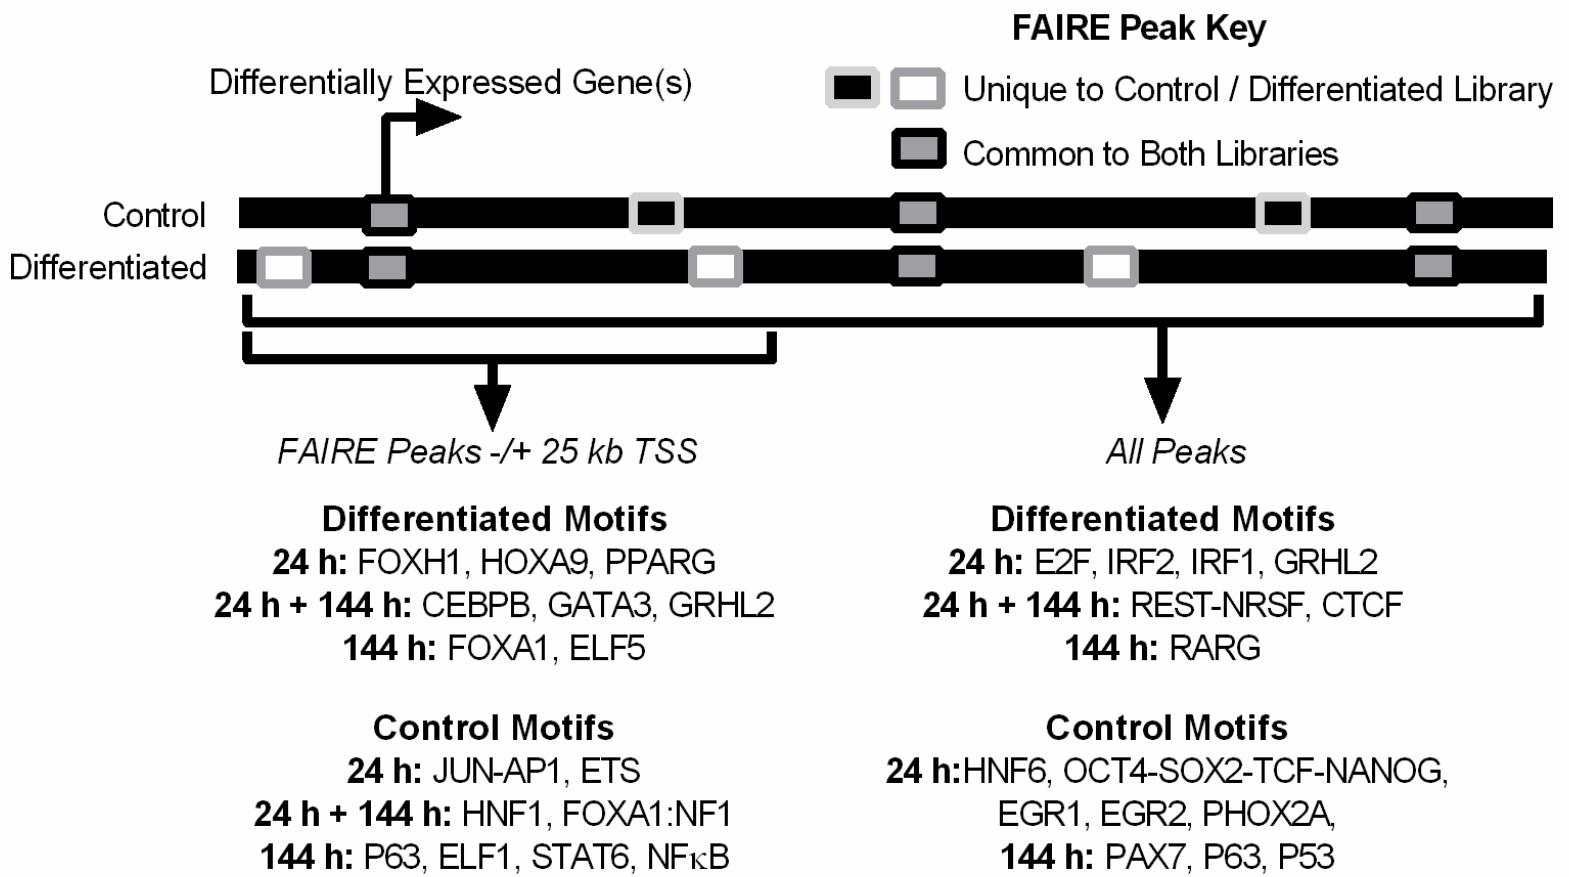 FAIRE Peak Key
Differentially Expressed Gene(s)
Unique to Control / Differentiated Library
Common to Both Libraries
Control
Differentiated
FAIRE Peaks -/+ 25 kb TSS
Differentiated Motifs
24 h: FOXH1, HOXA9, PPARG
24 h + 144 h: CEBPB, GATA3, GRHL2
144 h: FOXA1, ELF5
Control Motifs
24 h: JUN-AP1, ETS
24 h + 144 h: HNF1, FOXA1:NF1
144 h: P63, ELF1, STAT6, NFκB
All Peaks
Differentiated Motifs
24 h: E2F, IRF2, IRF1, GRHL2
24 h + 144 h: REST-NRSF, CTCF
144 h: RARG
Control Motifs
24 h:HNF6, OCT4-SOX2-TCF-NANOG,
EGR1, EGR2, PHOX2A,
144 h: PAX7, P63, P53